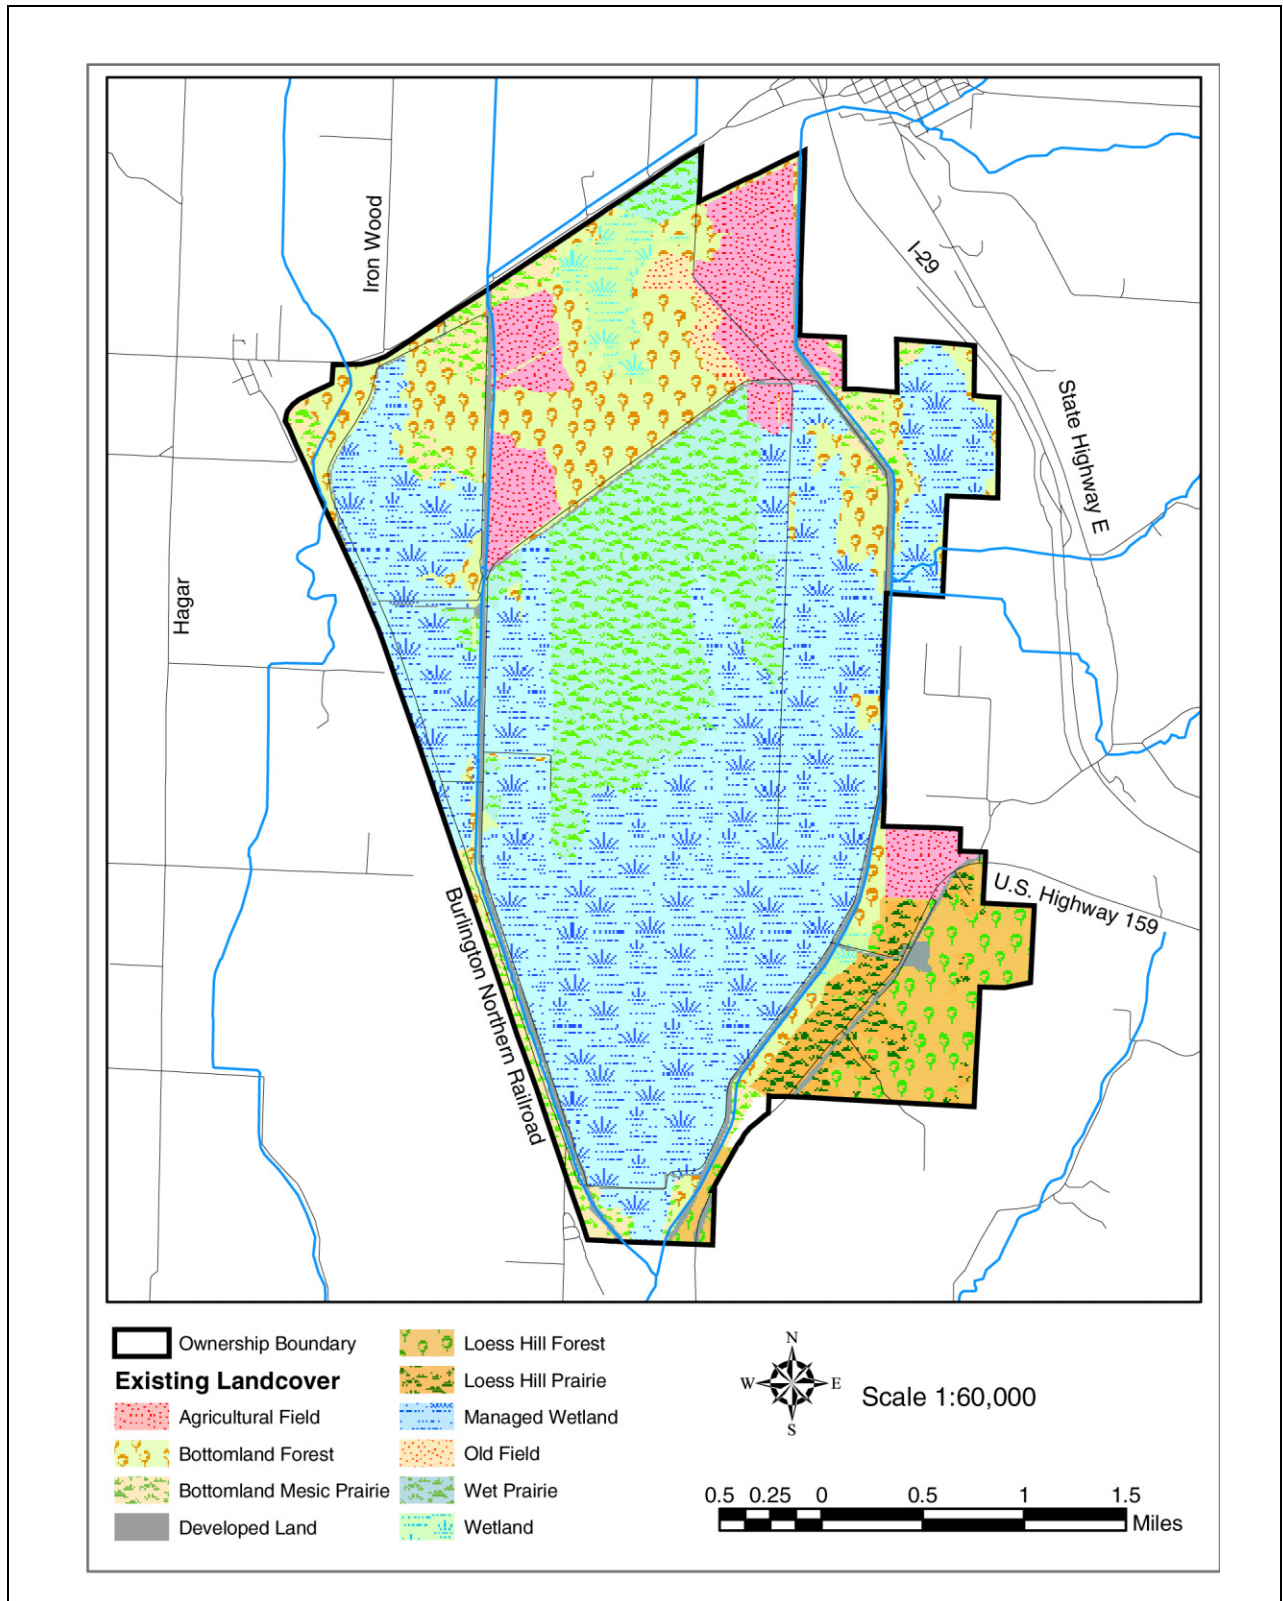 Iron Wood
I-29
State Highway E
Hagar
U.S. Highway 159
Burlington Northern Railroad
Ownership Boundary
Existing Landcover
Agricultural Field
Bottomland Forest
Bottomland Mesic Prairie
Developed Land
Loess Hill Forest
Loess Hill Prairie
Managed Wetland
Old Field
Wet Prairie
Wetland
N
W E
S
Scale 1:60,000
0.5 0.25 0 0.5 1 1.5
Miles